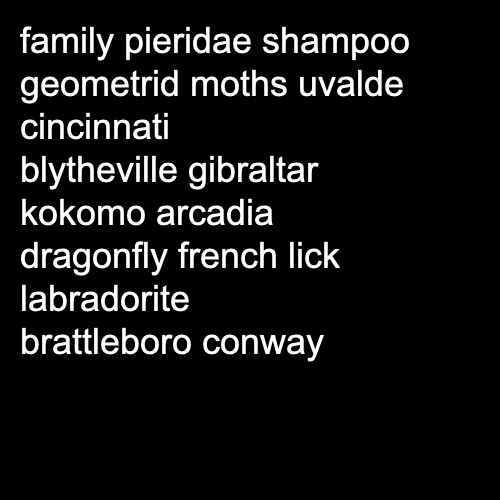 family pieridae shampoo
geometrid moths uvalde
cincinnati
blytheville gibraltar
kokomo arcadia
dragonfly french lick
labradorite
brattleboro conway